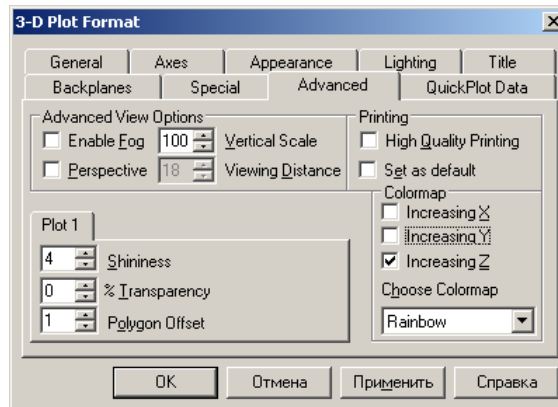 3-D Plot Format
General Axes Appearance Lighting Title
Backplanes Special Advanced QuickPlot Data
Advanced View Options Printing
Enable Fog 100 Vertical Scale High Quality Printing
Perspective 18 Viewing Distance Set as default
Colormap
Increasing X
Plot 1 Increasing Y
4 Shininess Increasing Z
0 % Transparency Choose Colormap
1 Polygon Offset Rainbow
OK Отмена Применить Справка